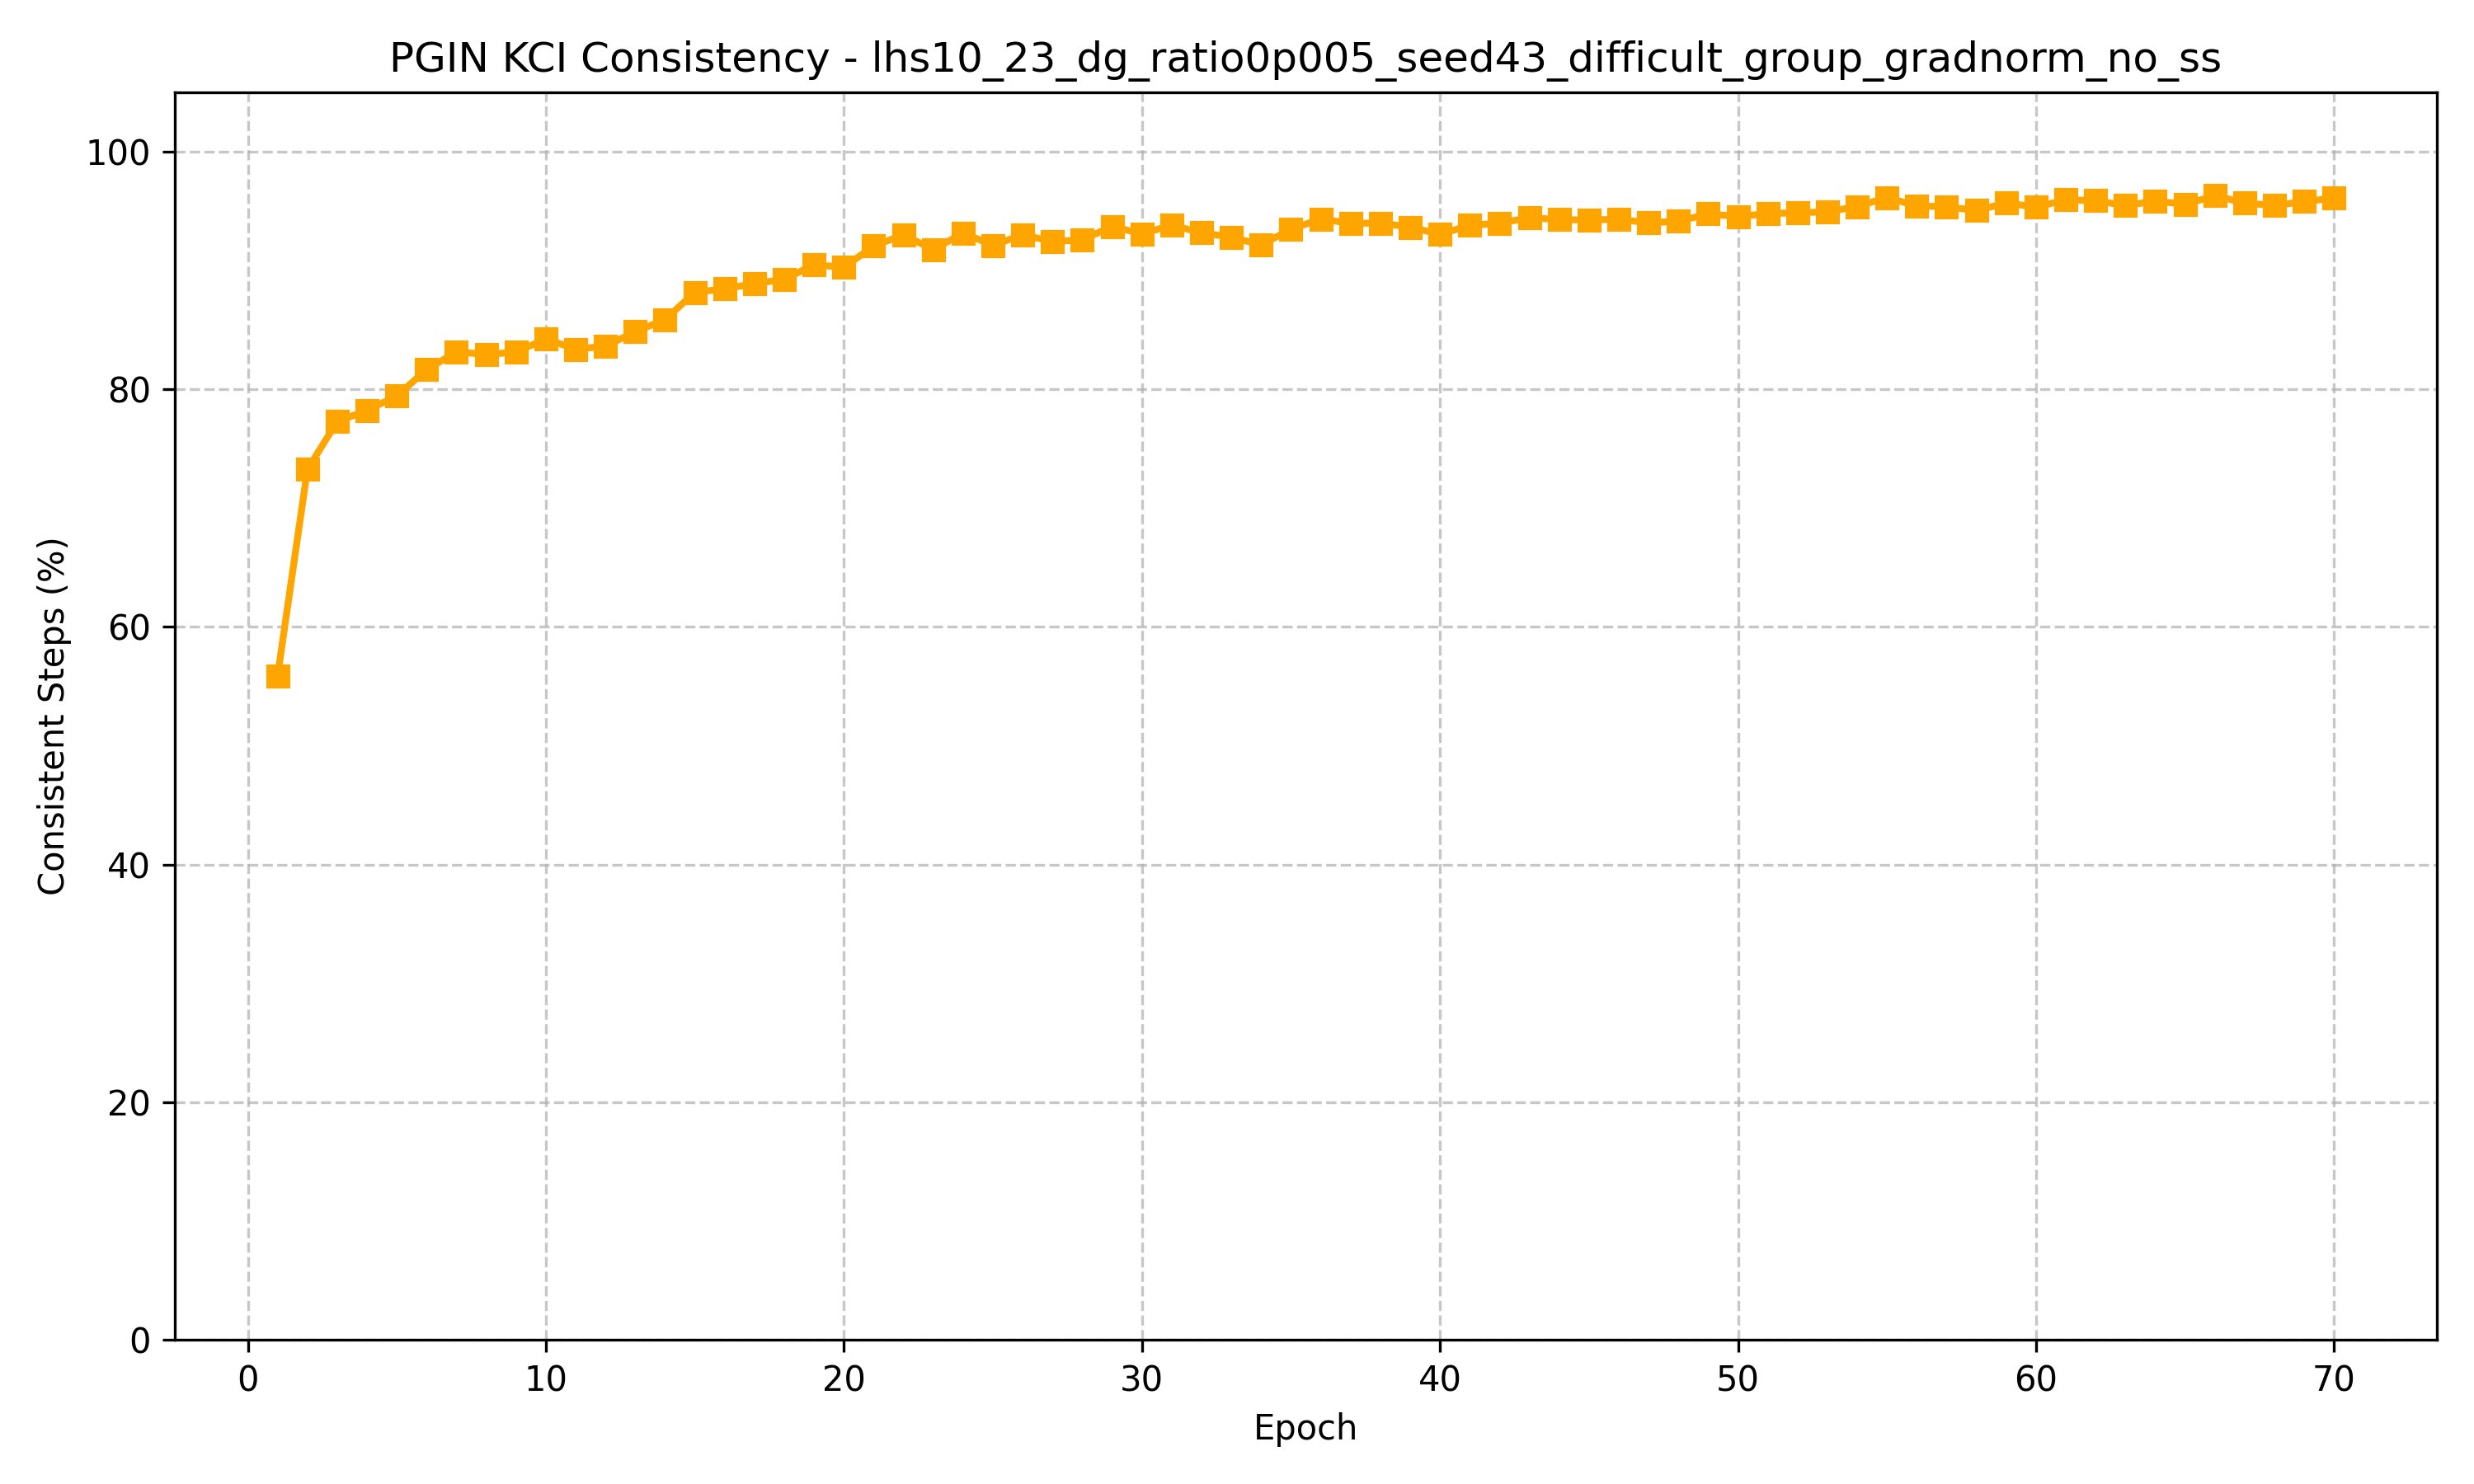 PGIN KCI Consistency - lhs10_23_dg_ratio0p005_seed43_difficult_group_gradnorm_no_ss
Consistent Steps (%)
100
80
60
40
20
0
0 10 20 30 40 50 60 70
Epoch